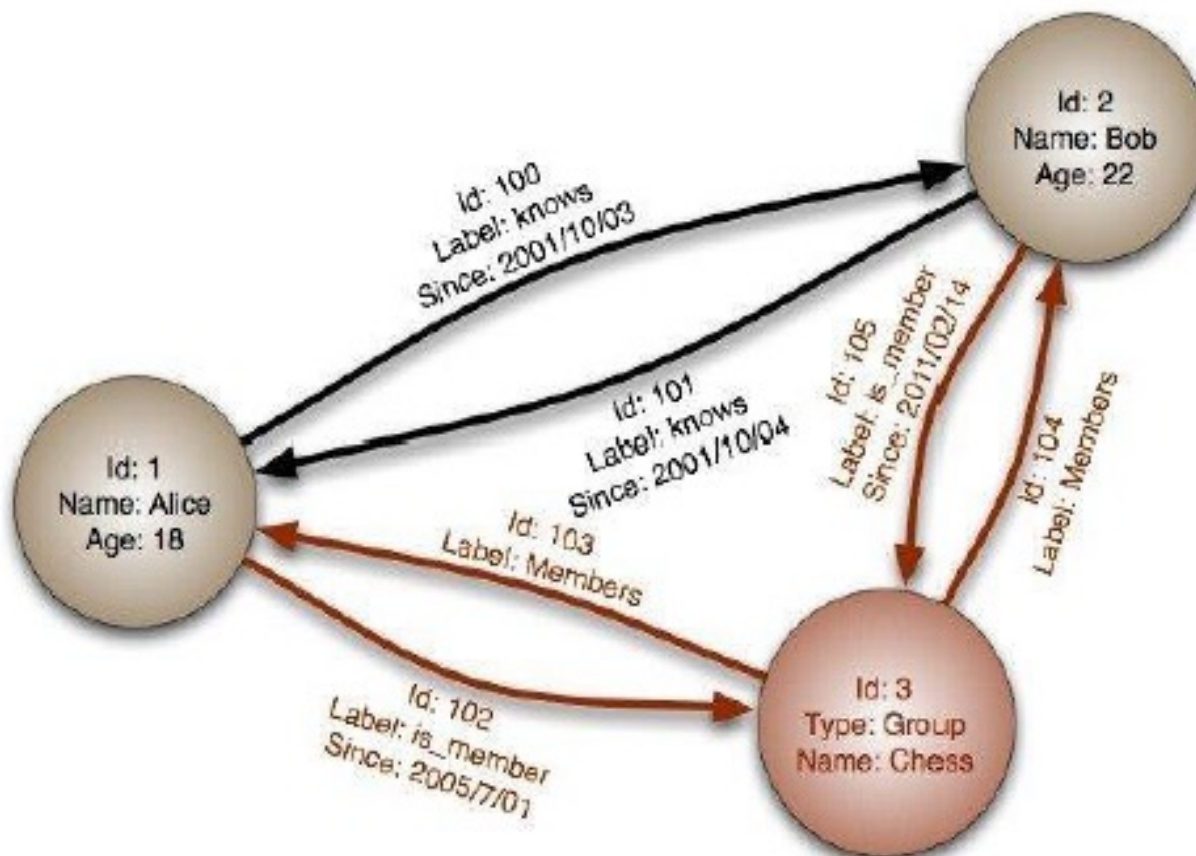 Id: 2
Name: Bob
Age: 22
Id: 100
Label: knows
Since: 2001/10/03
Id: 101
Label: knows
Since: 2001/10/04
Id: 105
Label: is_member
Since: 2011/02/14
Id: 104
Label: Members
Id: 1
Name: Alice
Age: 18
Id: 103
Label: Members
Id: 102
Label: is_member
Since: 2005/7/01
Id: 3
Type: Group
Name: Chess